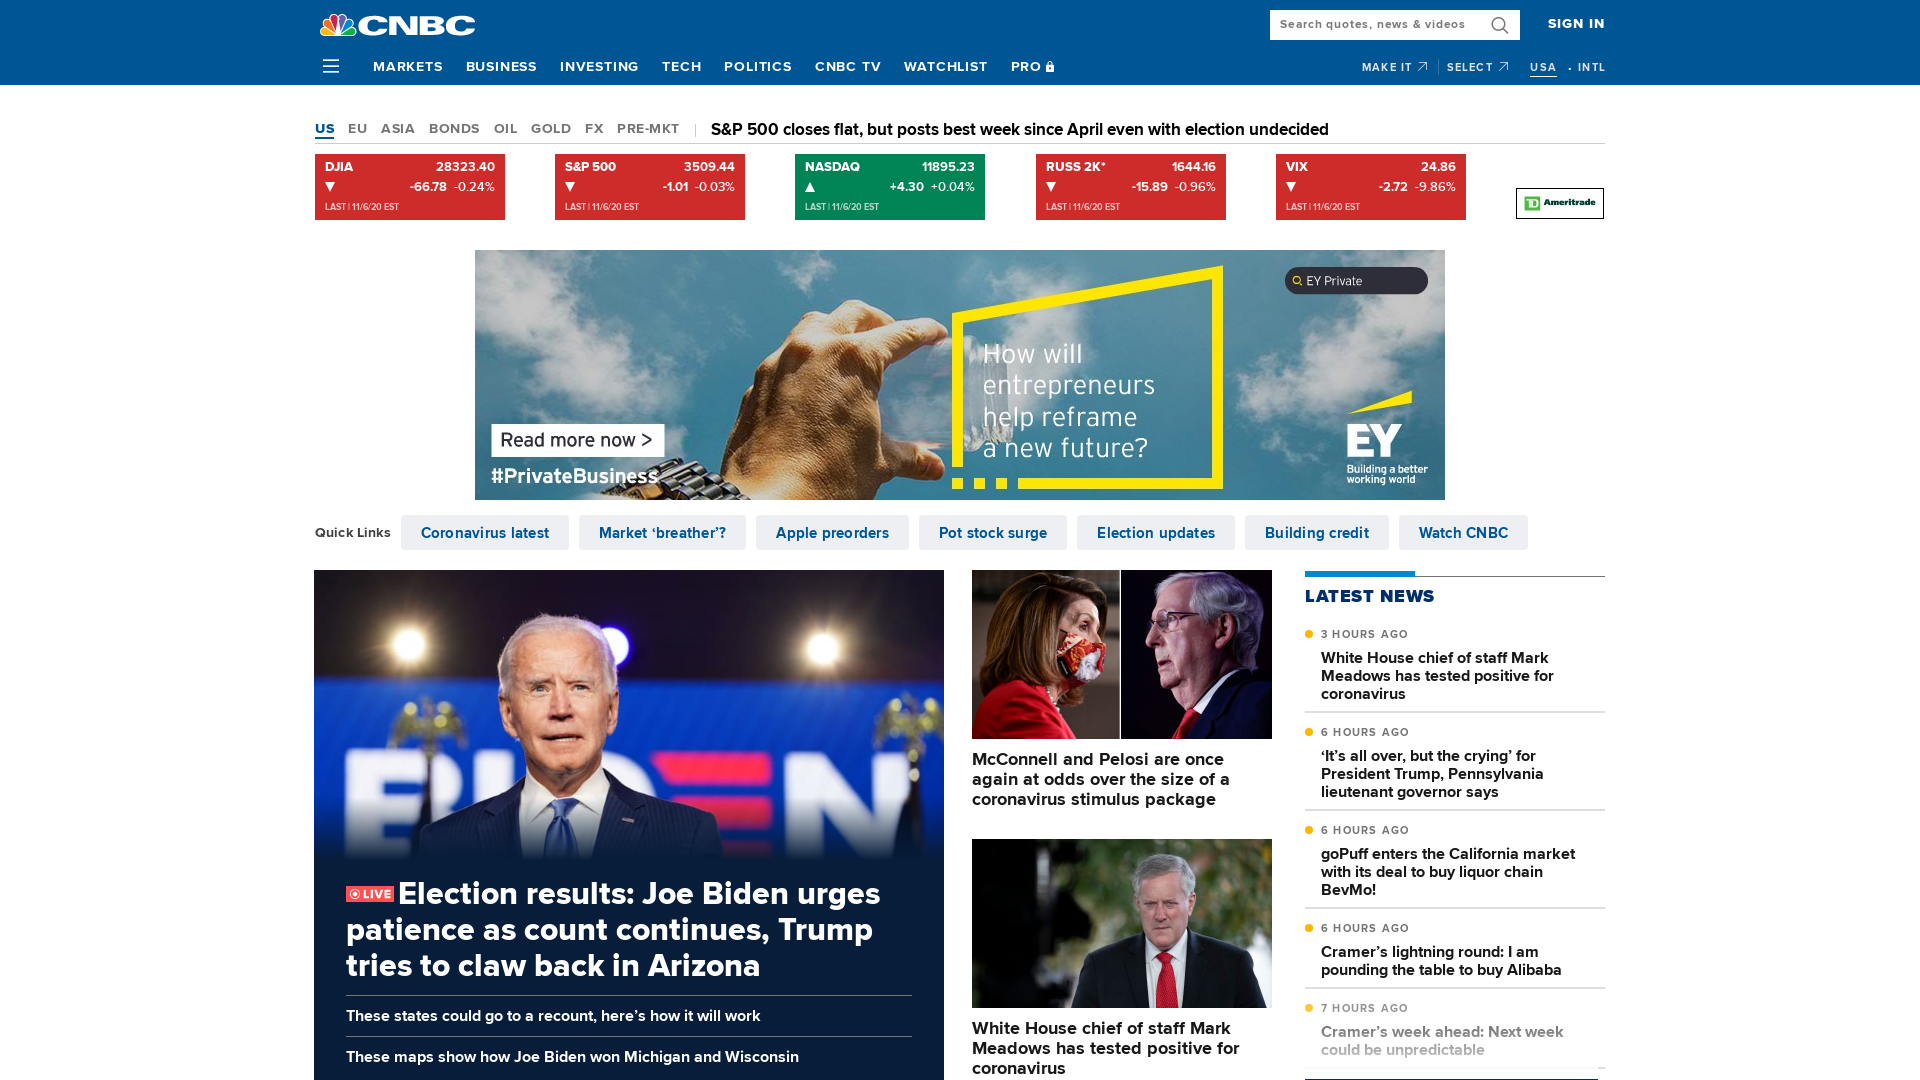 CNBC
Search quotes, news & videos
SIGN IN
MARKETS BUSINESS INVESTING TECH POLITICS CNBC TV WATCHLIST PRO
MAKE IT SELECT USA • INTL
US EU ASIA BONDS OIL GOLD FX PRE-MKT
S&P 500 closes flat, but posts best week since April even with election undecided
DJIA 28323.40
-66.78 -0.24%
LAST | 11/6/20 EST
S&P 500 3509.44
-1.01 -0.03%
LAST | 11/6/20 EST
NASDAQ 11895.23
+4.30 +0.04%
LAST | 11/6/20 EST
RUSS 2K* 1644.16
-15.89 -0.96%
LAST | 11/6/20 EST
VIX 24.86
-2.72 -9.86%
LAST | 11/6/20 EST
TD Ameritrade
EY Private
How will
entrepreneurs
help reframe
a new future?
Read more now >
#PrivateBusiness
EY
Building a better
working world
Quick Links Coronavirus latest Market ‘breather’? Apple preorders Pot stock surge Election updates Building credit Watch CNBC
BIDEN
LIVE Election results: Joe Biden urges
patience as count continues, Trump
tries to claw back in Arizona
These states could go to a recount, here’s how it will work
These maps show how Joe Biden won Michigan and Wisconsin
McConnell and Pelosi are once
again at odds over the size of a
coronavirus stimulus package
White House chief of staff Mark
Meadows has tested positive for
coronavirus
LATEST NEWS
3 HOURS AGO
White House chief of staff Mark
Meadows has tested positive for
coronavirus
6 HOURS AGO
‘It’s all over, but the crying’ for
President Trump, Pennsylvania
lieutenant governor says
6 HOURS AGO
goPuff enters the California market
with its deal to buy liquor chain
BevMo!
6 HOURS AGO
Cramer’s lightning round: I am
pounding the table to buy Alibaba
7 HOURS AGO
Cramer’s week ahead: Next week
could be unpredictable